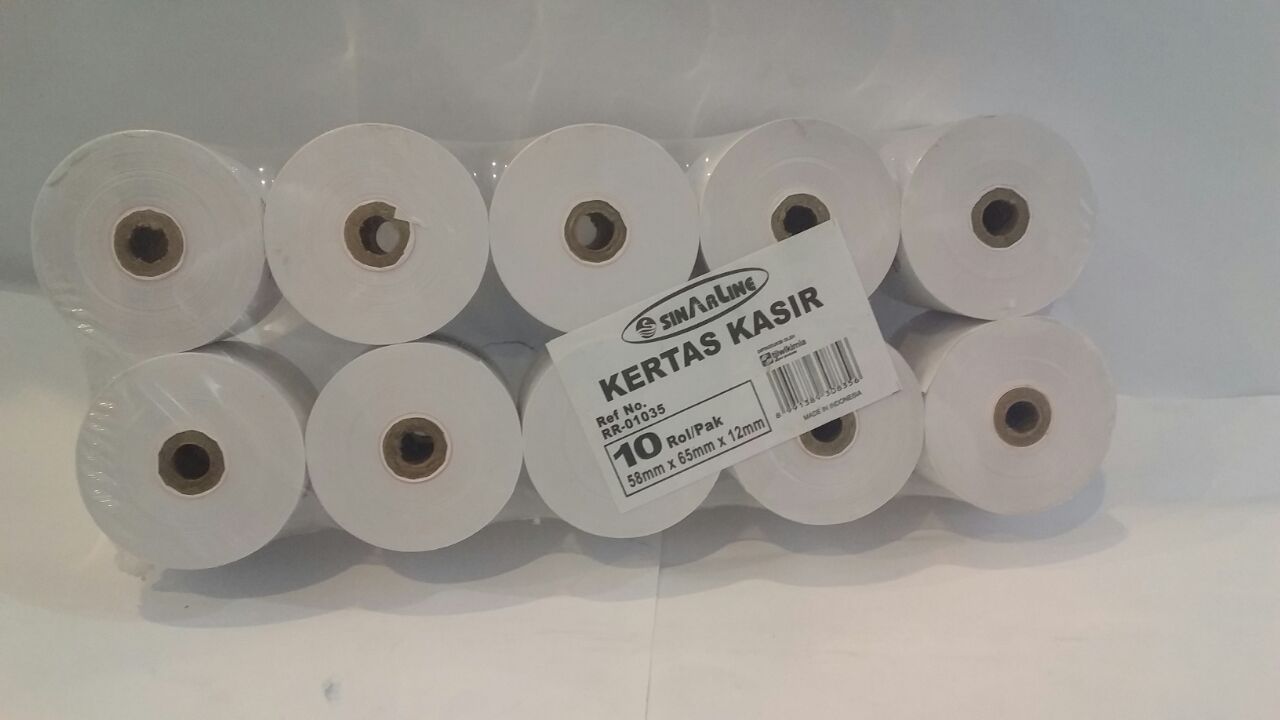 SINARLINE
KERTAS KASIR
Ref No.
RR-01035
10 Rol/Pak
58mm x 65mm x 12mm
MADE IN INDONESIA